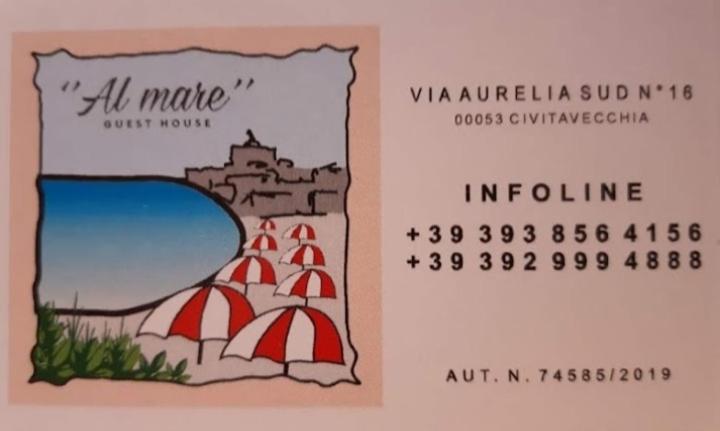 "Al mare"
GUEST HOUSE
VIA AURELIA SUD N° 16
00053 CIVITAVECCHIA
INFOLINE
+39 393 856 4156
+39 392 999 4888
AUT. N. 74585/2019